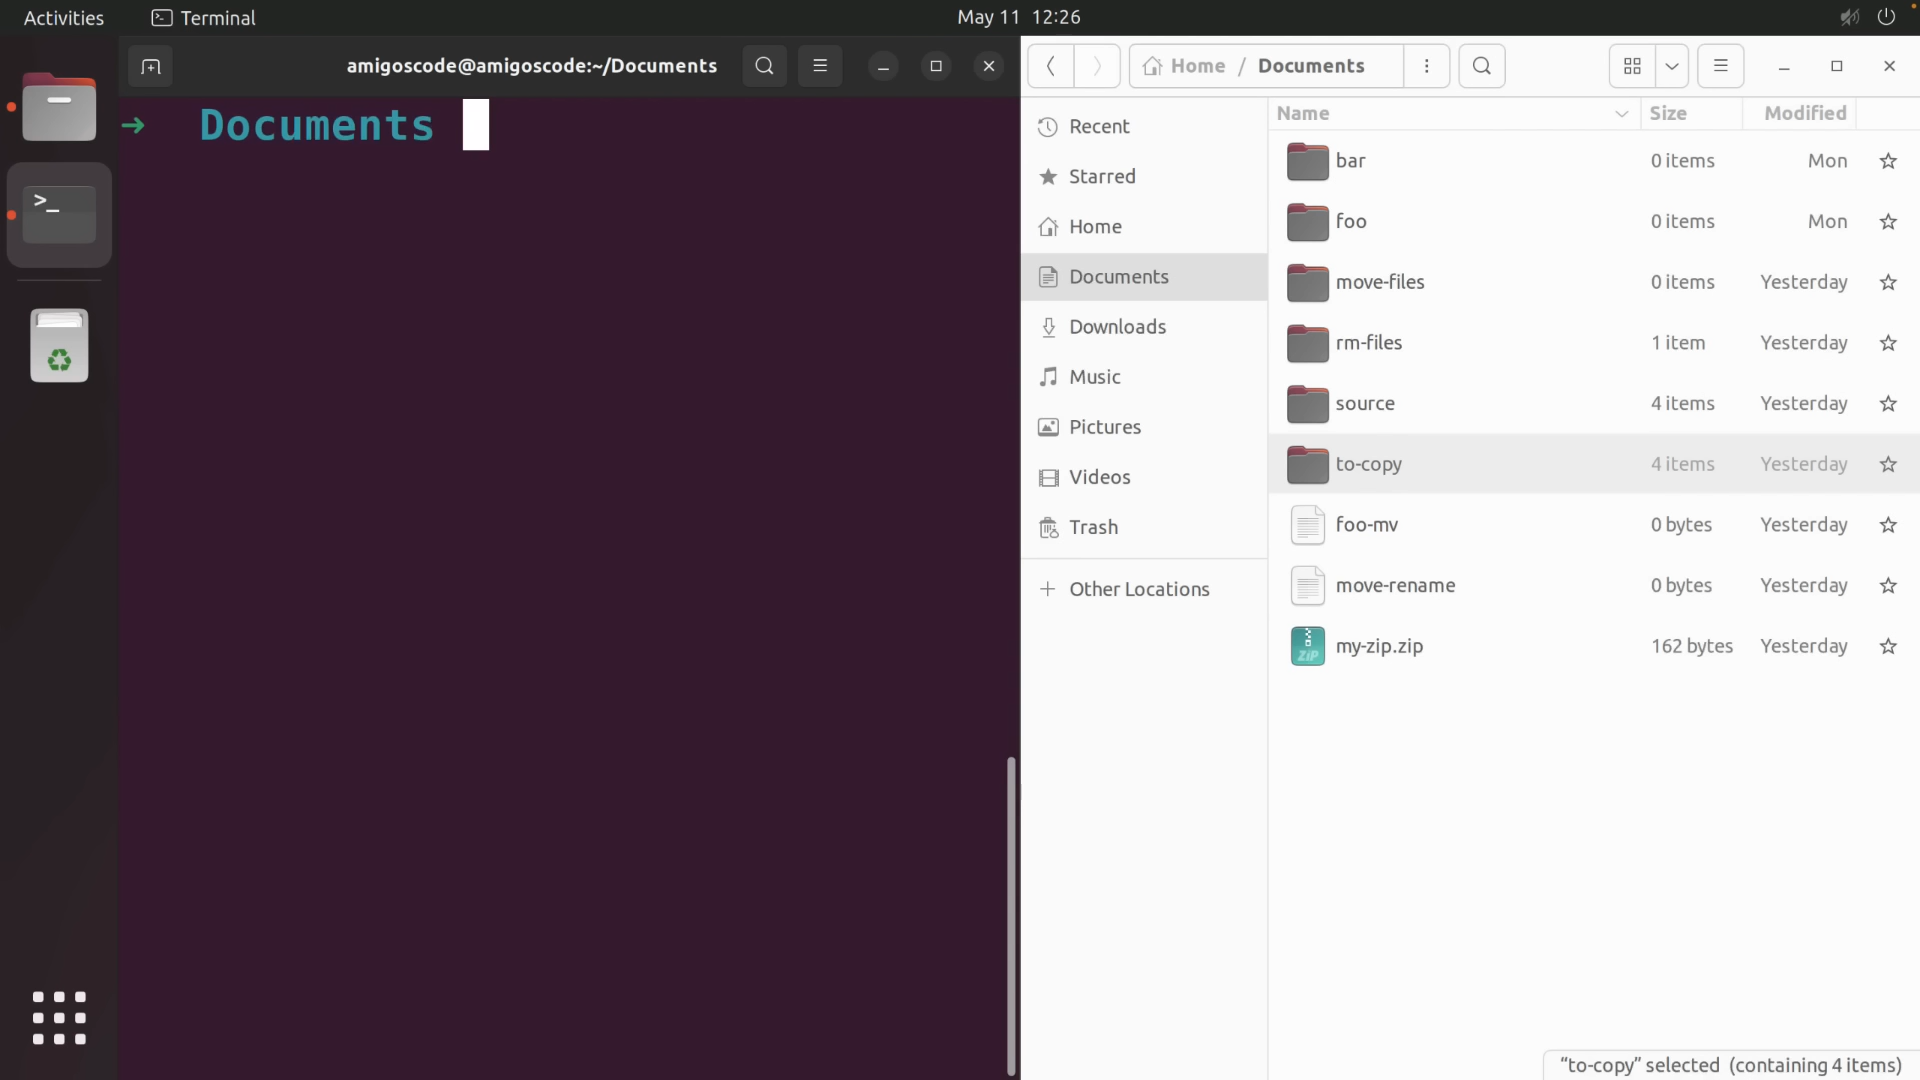 Activities Terminal May 11 12:26
amigoscode@amigoscode:~/Documents
➜ Documents
>_
Home / Documents
Recent
Starred
Home
Documents
Downloads
Music
Pictures
Videos
Trash
+ Other Locations
Name Size Modified
bar 0 items Mon
foo 0 items Mon
move-files 0 items Yesterday
rm-files 1 item Yesterday
source 4 items Yesterday
to-copy 4 items Yesterday
foo-mv 0 bytes Yesterday
move-rename 0 bytes Yesterday
ZIP my-zip.zip 162 bytes Yesterday
“to-copy” selected (containing 4 items)